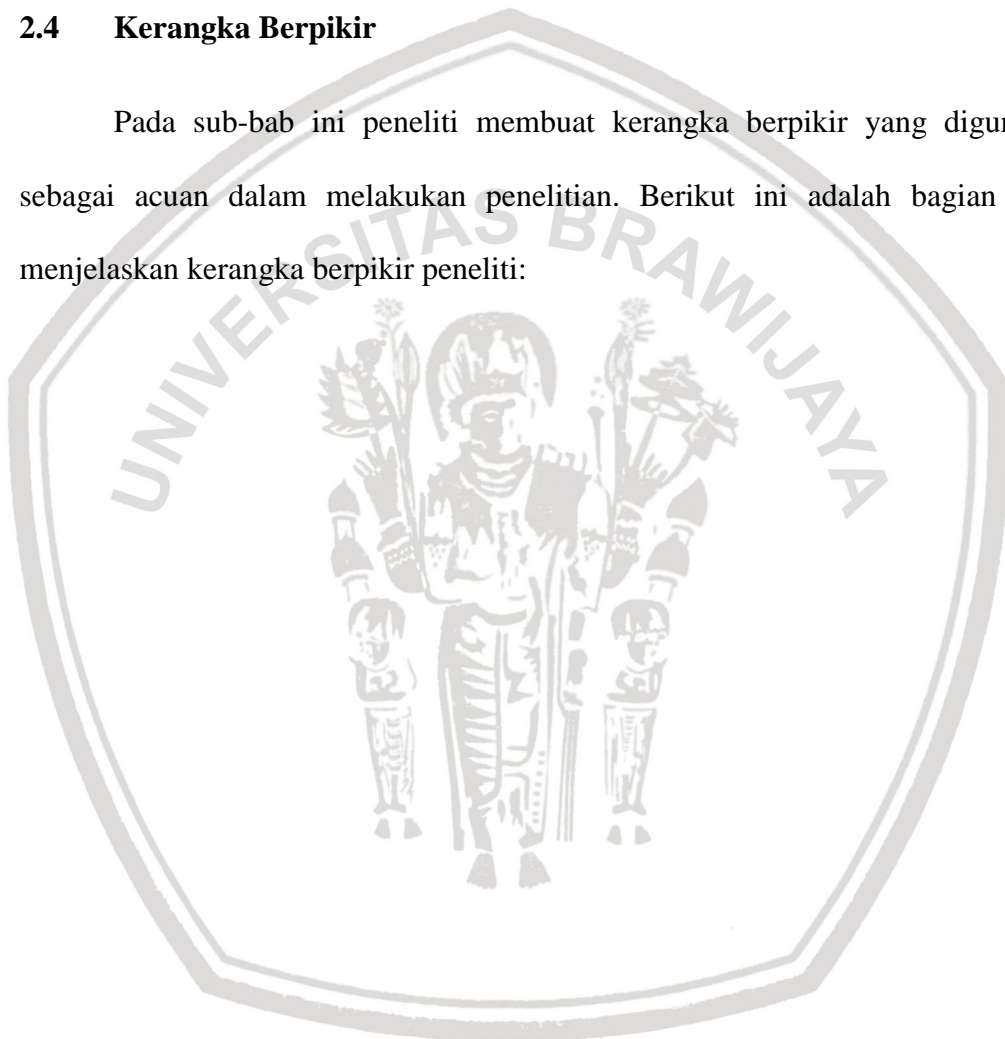 2.4 Kerangka Berpikir
Pada sub-bab ini peneliti membuat kerangka berpikir yang
sebagai acuan dalam melakukan penelitian. Berikut ini adalah bagian
menjelaskan kerangka berpikir peneliti:
UNIVERSITAS BRAWIJAYA